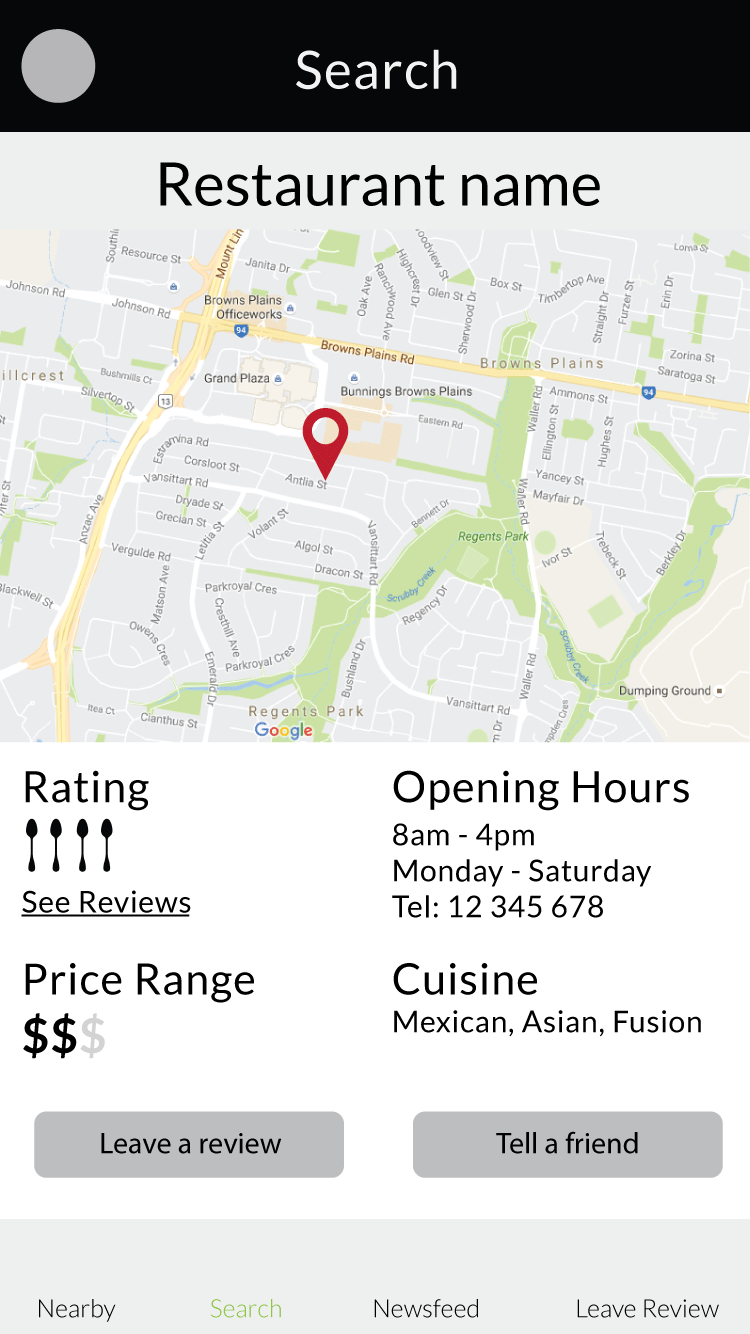 Search
Restaurant name
Resource St
Mount Lin
Janita Dr
Johnson Rd
Johnson Rd
Browns Plains
Officeworks
94
Oak Ave
Ranchwood Ave
Highcrest Dr
oodview St
Glen St
Sherwood Dr
Box St
Timbertop Ave
Straight Dr
Furzer St
Erin Dr
Lorna St
Browns Plains Rd
Browns Plains
Zorina St
Saratoga St
94
illcrest
Bushmills Ct
Silvertop St
Grand Plaza
13
Bunnings Browns Plains
Eastern Rd
Waller Rd
Ammons St
Ellington St
Hughes St
Estramina Rd
Corsloot St
Vansittart Rd
Antlia St
Yancey St
Mayfair Dr
Waller Rd
Anzac Ave
Dryade St
Grecian St
Levitia St
Volant St
Vansittart Rd
Bennett Dr
Regents Park
Trebeck St
Berkley Dr
Vergulde Rd
Algol St
Dracon St
Ivor St
Matson Ave
Blackwell St
Parkroyal Cres
Scrubby Creek
Regency Dr
Cresthill Ave
Owens Cres
Parkroyal Cres
Emerald Dr
Bushland Dr
Waller Rd
Scrubby Creek
Dumping Ground
Itea Ct
Cianthus St
Regents Park
Vansittart Rd
Google
Rating
See Reviews
Opening Hours
8am - 4pm
Monday - Saturday
Tel: 12 345 678
Price Range
$$$
Cuisine
Mexican, Asian, Fusion
Leave a review
Tell a friend
Nearby
Search
Newsfeed
Leave Review